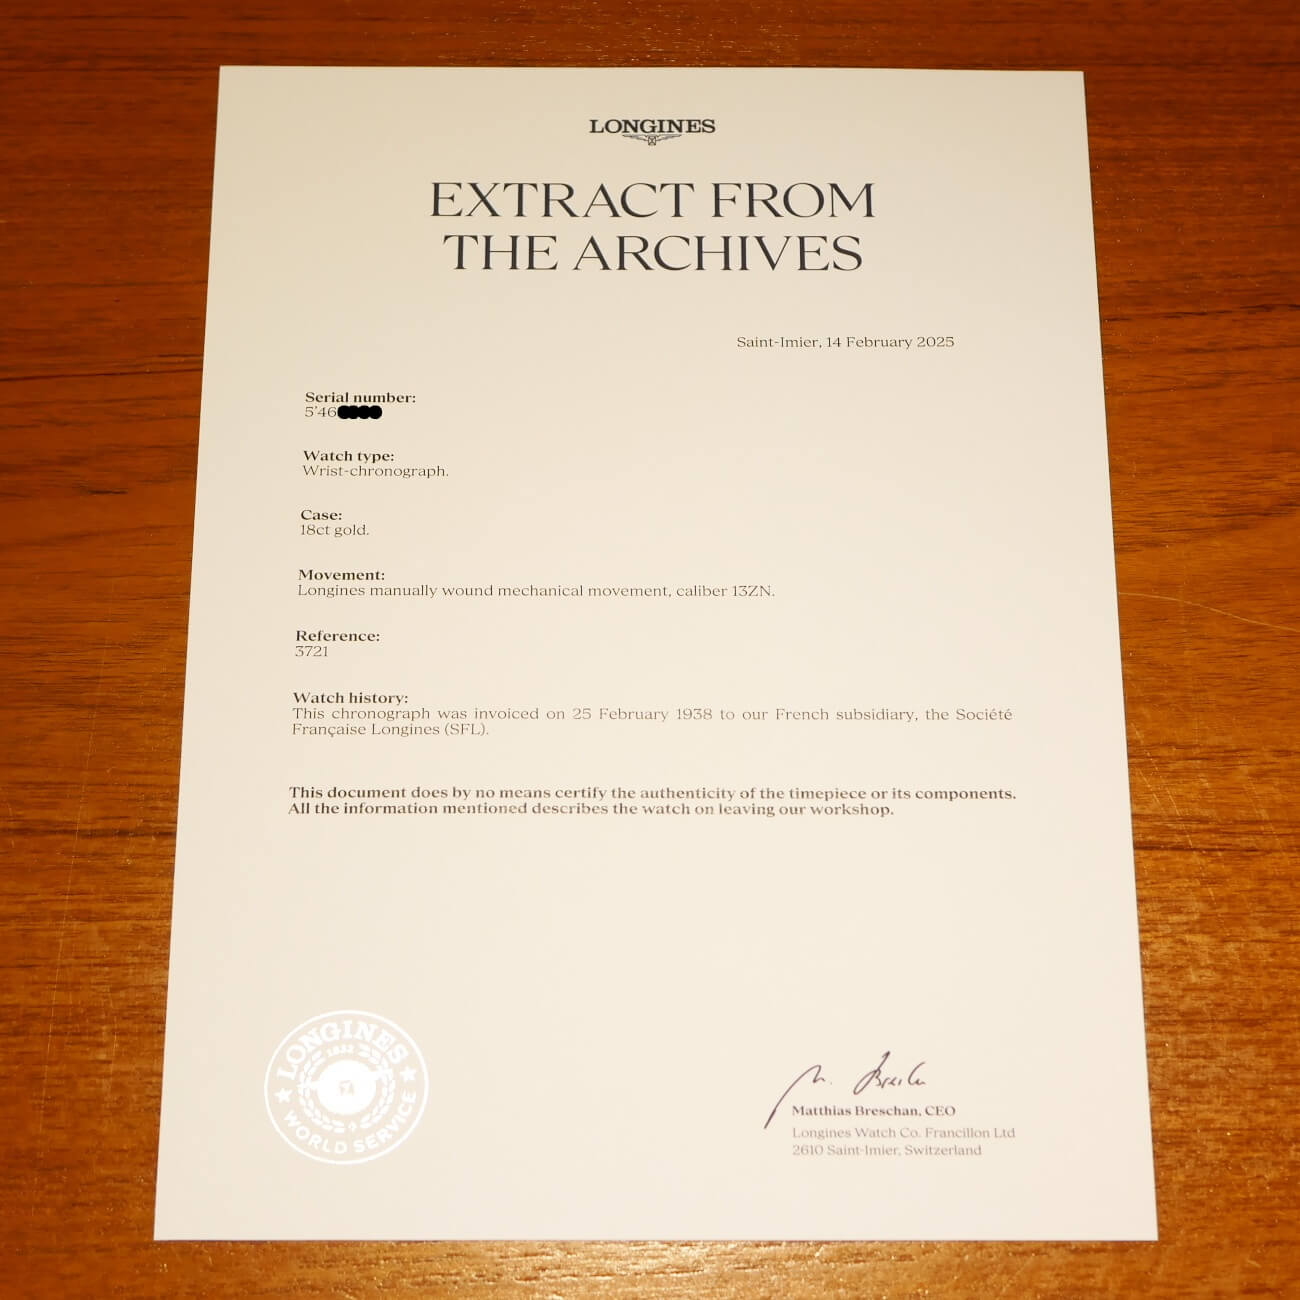 LONGINES
EXTRACT FROM
THE ARCHIVES
Saint-Imier, 14 February 2025
Serial number:
5'46
Watch type:
Wrist-chronograph.
Case:
18ct gold.
Movement:
Longines manually wound mechanical movement, caliber 13ZN.
Reference:
3721
Watch history:
This chronograph was invoiced on 25 February 1938 to our French subsidiary, the Société
Française Longines (SFL).
This document does by no means certify the authenticity of the timepiece or its components.
All the information mentioned describes the watch on leaving our workshop.
LONGINES
1832
WORLD SERVICE
M. Breschan
Matthias Breschan, CEO
Longines Watch Co. Francillon Ltd
2610 Saint-Imier, Switzerland